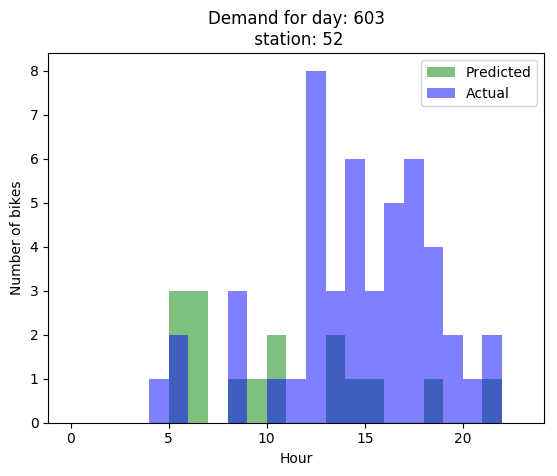 Demand for day: 603
station: 52
Predicted
Actual
8
7
6
5
4
3
2
1
0
Number of bikes
0 5 10 15 20
Hour